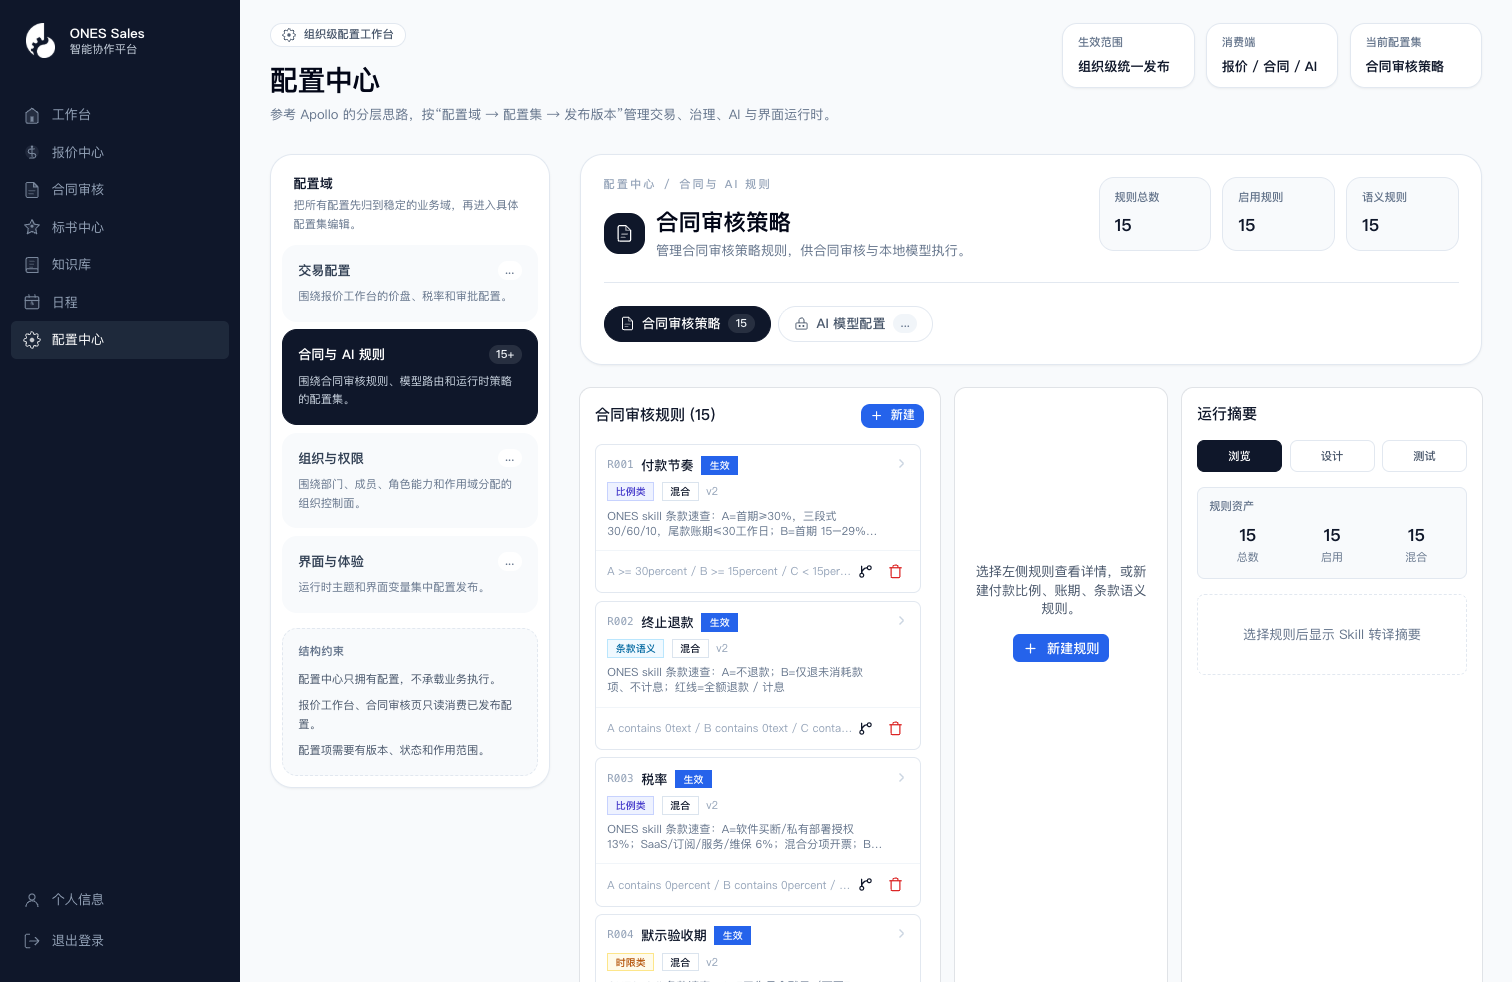 ONES Sales
智能协作平台
工作台
报价中心
合同审核
标书中心
知识库
日程
配置中心
个人信息
退出登录
组织级配置工作台
配置中心
参考 Apollo 的分层思路，按“配置域 → 配置集 → 发布版本”管理交易、治理、AI 与界面运行时。
生效范围
组织级统一发布
消费端
报价 / 合同 / AI
当前配置集
合同审核策略
配置域
把所有配置先归到稳定的业务域，再进入具体
配置集编辑。
交易配置
...
围绕报价工作台的价盘、税率和审批配置。
合同与 AI 规则
15+
围绕合同审核规则、模型路由和运行时策略
的配置集。
组织与权限
...
围绕部门、成员、角色能力和作用域分配的
组织控制面。
界面与体验
...
运行时主题和界面变量集中配置发布。
结构约束
配置中心只拥有配置，不承载业务执行。
报价工作台、合同审核页只读消费已发布配
置。
配置项需要有版本、状态和作用范围。
配置中心 / 合同与 AI 规则
合同审核策略
管理合同审核策略规则，供合同审核与本地模型执行。
规则总数
15
启用规则
15
语义规则
15
合同审核策略 15
AI 模型配置 ...
合同审核规则 (15)
新建
R001 付款节奏 生效
比例类 混合 v2
ONES skill 条款速查：A=首期≥30%，三段式
30/60/10，尾款账期≤30工作日；B=首期 15—29%...
A >= 30percent / B >= 15percent / C < 15per...
R002 终止退款 生效
条款语义 混合 v2
ONES skill 条款速查：A=不退款；B=仅退未消耗款
项、不计息；红线=全额退款 / 计息
A contains 0text / B contains 0text / C conta...
R003 税率 生效
比例类 混合 v2
ONES skill 条款速查：A=软件买断/私有部署授权
13%；SaaS/订阅/服务/维保 6%；混合分项开票；B...
A contains 0percent / B contains 0percent / ...
R004 默示验收期 生效
时限类 混合 v2
选择左侧规则查看详情，或新
建付款比例、账期、条款语义
规则。
新建规则
运行摘要
浏览
设计
测试
规则资产
15
总数
15
启用
15
混合
选择规则后显示 Skill 转译摘要